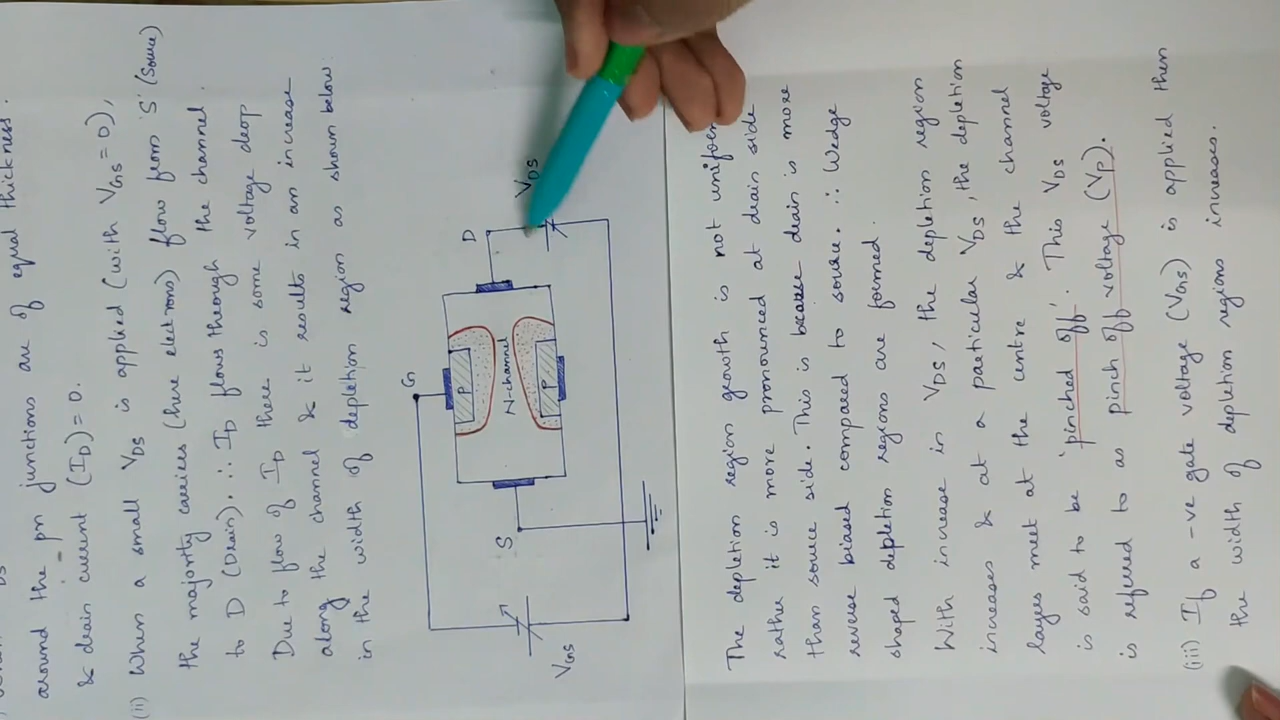 around the pn junctions are of equal thickness.
& drain current (ID) = 0.
(ii) When a small VDS is applied (with VGS = 0),
the majority carriers (here electrons) flow from 'S' (Source)
to D (Drain). ∴ ID flows through the channel.
Due to flow of ID there is some voltage drop
along the channel & it results in an increase
in the width of depletion region as shown below:
G
D
VDS
P
N-channel
P
S
VGS
The depletion region growth is not uniform
rather it is more pronounced at drain side
than source side. This is because drain is more
reverse biased compared to source. ∴ Wedge
shaped depletion regions are formed.
With increase in VDS, the depletion region
increases & at a particular VDS, the depletion
layers meet at the centre & the channel
is said to be 'pinched off'. This VDS voltage
is referred to as pinch off voltage (VP).
(iii) If a -ve gate voltage (VGS) is applied then
the width of depletion regions increases.